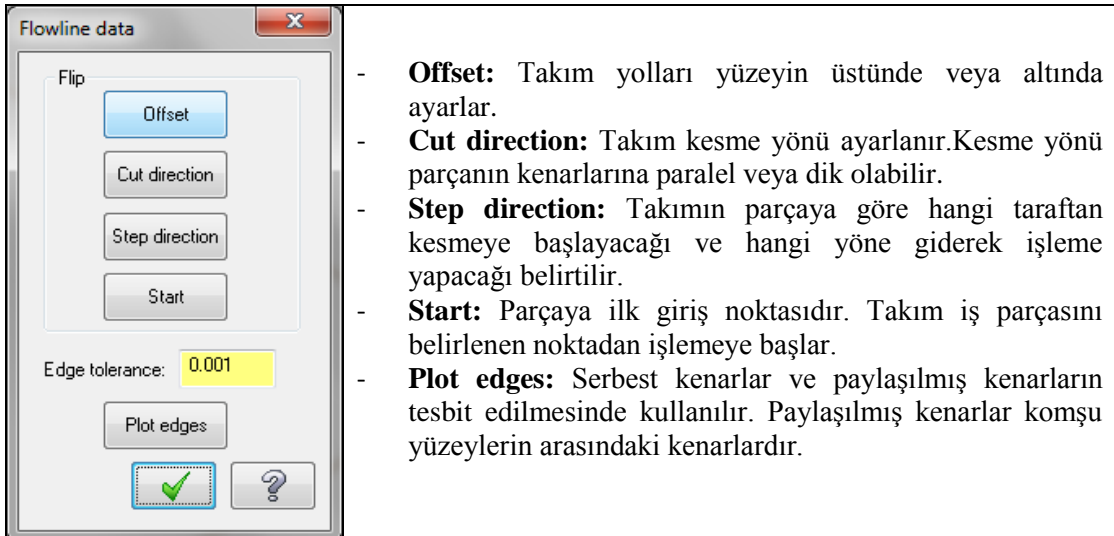 Flowline data
Flip
Offset
Cut direction
Step direction
Start
Edge tolerance: 0.001
Plot edges
- Offset: Takım yolları yüzeyin üstünde veya altında
ayarlar.
- Cut direction: Takım kesme yönü ayarlanır.Kesme yönü
parçanın kenarlarına paralel veya dik olabilir.
- Step direction: Takımın parçaya göre hangi taraftan
kesmeye başlayacağı ve hangi yöne giderek işleme
yapacağı belirtilir.
- Start: Parçaya ilk giriş noktasıdır. Takım iş parçasını
belirlenen noktadan işlemeye başlar.
- Plot edges: Serbest kenarlar ve paylaşılmış kenarların
tesbit edilmesinde kullanılır. Paylaşılmış kenarlar komşu
yüzeylerin arasındaki kenarlardır.